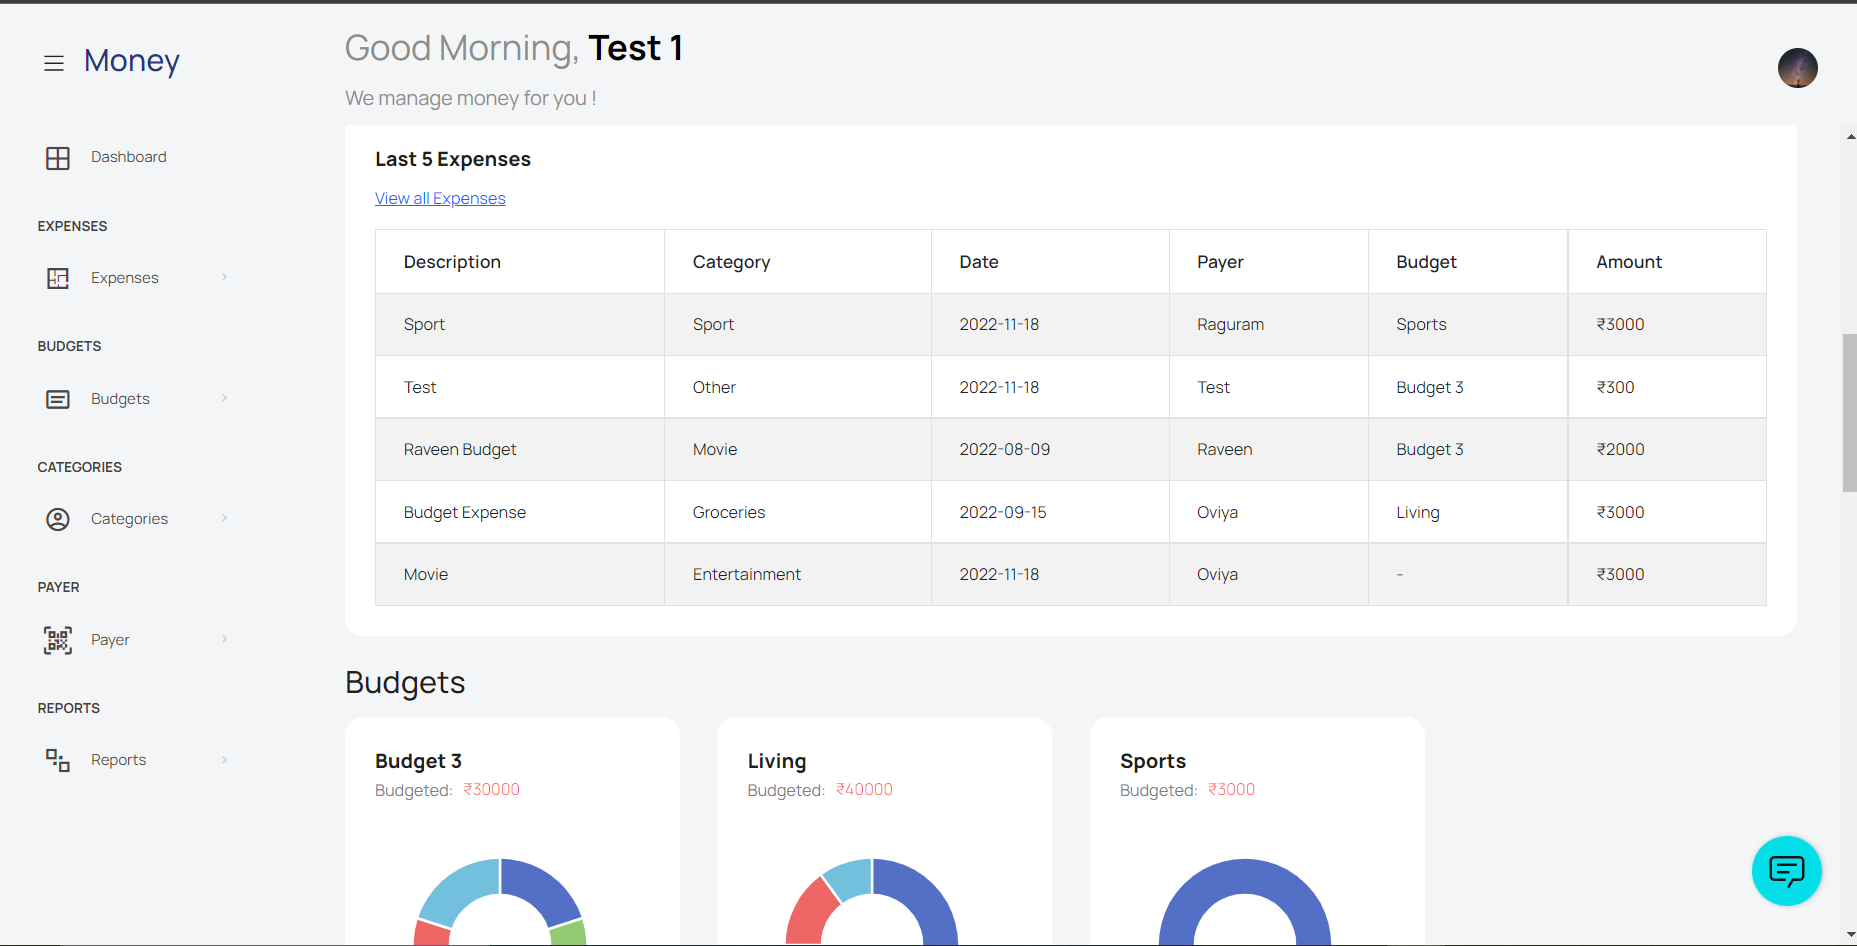 Money
Good Morning, Test 1
We manage money for you !
Dashboard
EXPENSES
Expenses
BUDGETS
Budgets
CATEGORIES
Categories
PAYER
Payer
REPORTS
Reports
Last 5 Expenses
View all Expenses
Description Category Date Payer Budget Amount
Sport Sport 2022-11-18 Raguram Sports ₹3000
Test Other 2022-11-18 Test Budget 3 ₹300
Raveen Budget Movie 2022-08-09 Raveen Budget 3 ₹2000
Budget Expense Groceries 2022-09-15 Oviya Living ₹3000
Movie Entertainment 2022-11-18 Oviya - ₹3000
Budgets
Budget 3
Budgeted: ₹30000
Living
Budgeted: ₹40000
Sports
Budgeted: ₹3000